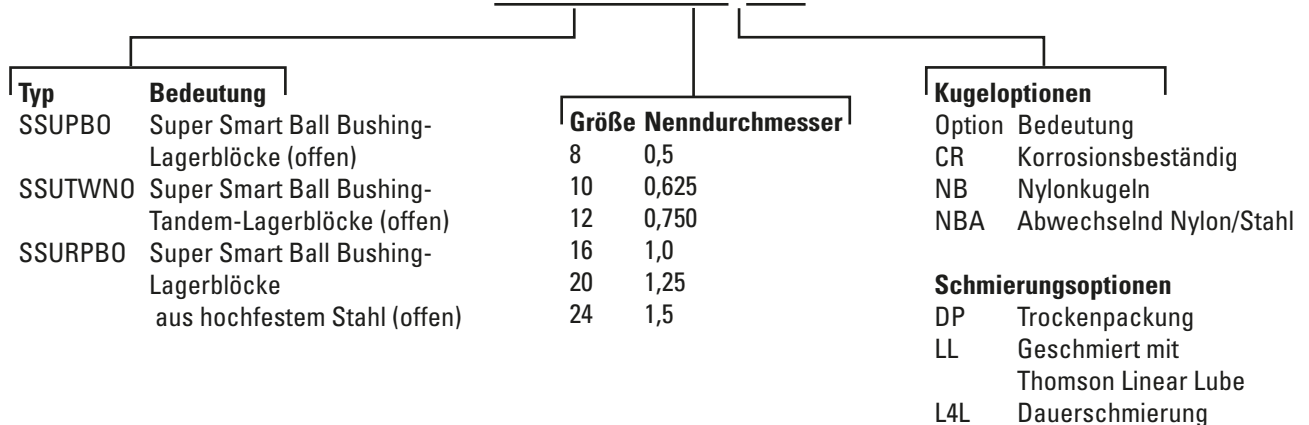 Typ Bedeutung
SSUPBO Super Smart Ball Bushing-
Lagerblöcke (offen)
SSUTWNO Super Smart Ball Bushing-
Tandem-Lagerblöcke (offen)
SSURPBO Super Smart Ball Bushing-
Lagerblöcke
aus hochfestem Stahl (offen)
Größe Nenndurchmesser
8 0,5
10 0,625
12 0,750
16 1,0
20 1,25
24 1,5
Kugeloptionen
Option Bedeutung
CR Korrosionsbeständig
NB Nylonkugeln
NBA Abwechselnd Nylon/Stahl
Schmierungsoptionen
DP Trockenpackung
LL Geschmiert mit
Thomson Linear Lube
L4L Dauerschmierung